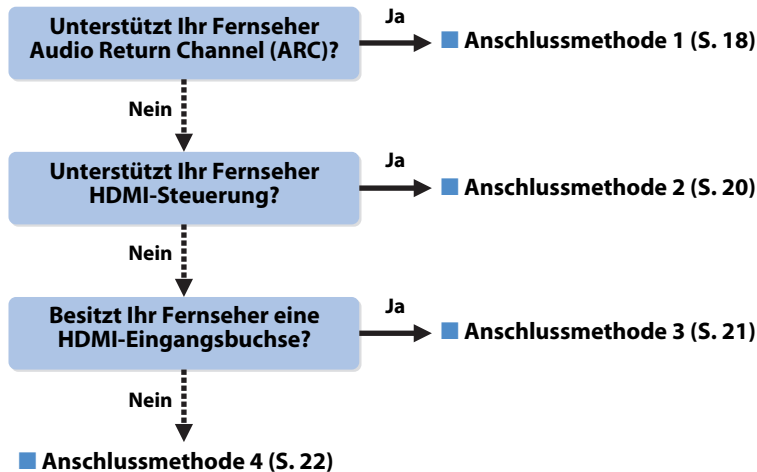 Unterstützt Ihr Fernseher
Audio Return Channel (ARC)?
Ja
Anschlussmethode 1 (S. 18)
Nein
Unterstützt Ihr Fernseher
HDMI-Steuerung?
Ja
Anschlussmethode 2 (S. 20)
Nein
Besitzt Ihr Fernseher eine
HDMI-Eingangsbuchse?
Ja
Anschlussmethode 3 (S. 21)
Nein
Anschlussmethode 4 (S. 22)